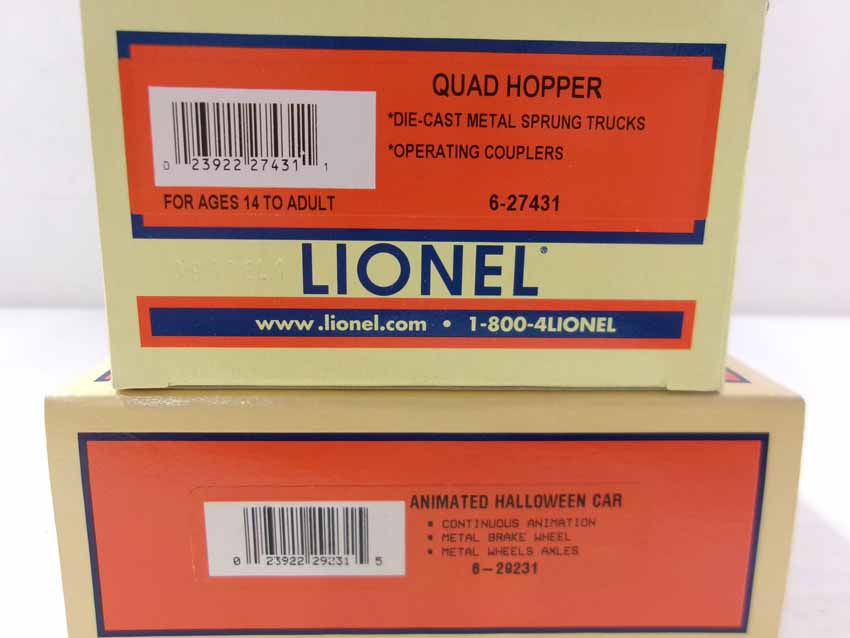 QUAD HOPPER
*DIE-CAST METAL SPRUNG TRUCKS
*OPERATING COUPLERS
0 23922 27431 1
FOR AGES 14 TO ADULT 6-27431
LIONEL
www.lionel.com • 1-800-4LIONEL
ANIMATED HALLOWEEN CAR
• CONTINUOUS ANIMATION
• METAL BRAKE WHEEL
• METAL WHEELS AXLES
0 23922 29231 5
6-29231